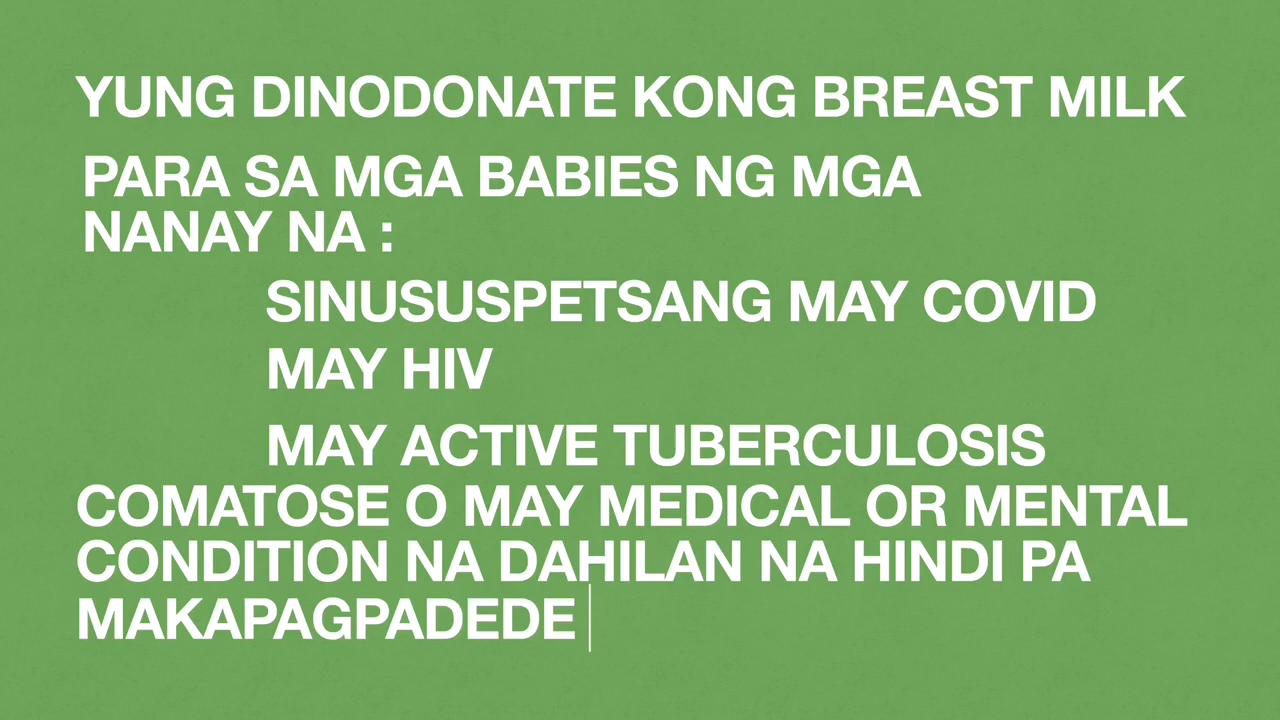 YUNG DINODONATE KONG BREAST MILK
PARA SA MGA BABIES NG MGA
NANAY NA :
SINUSUSPETSANG MAY COVID
MAY HIV
MAY ACTIVE TUBERCULOSIS
COMATOSE O MAY MEDICAL OR MENTAL
CONDITION NA DAHILAN NA HINDI PA
MAKAPAGPADEDE